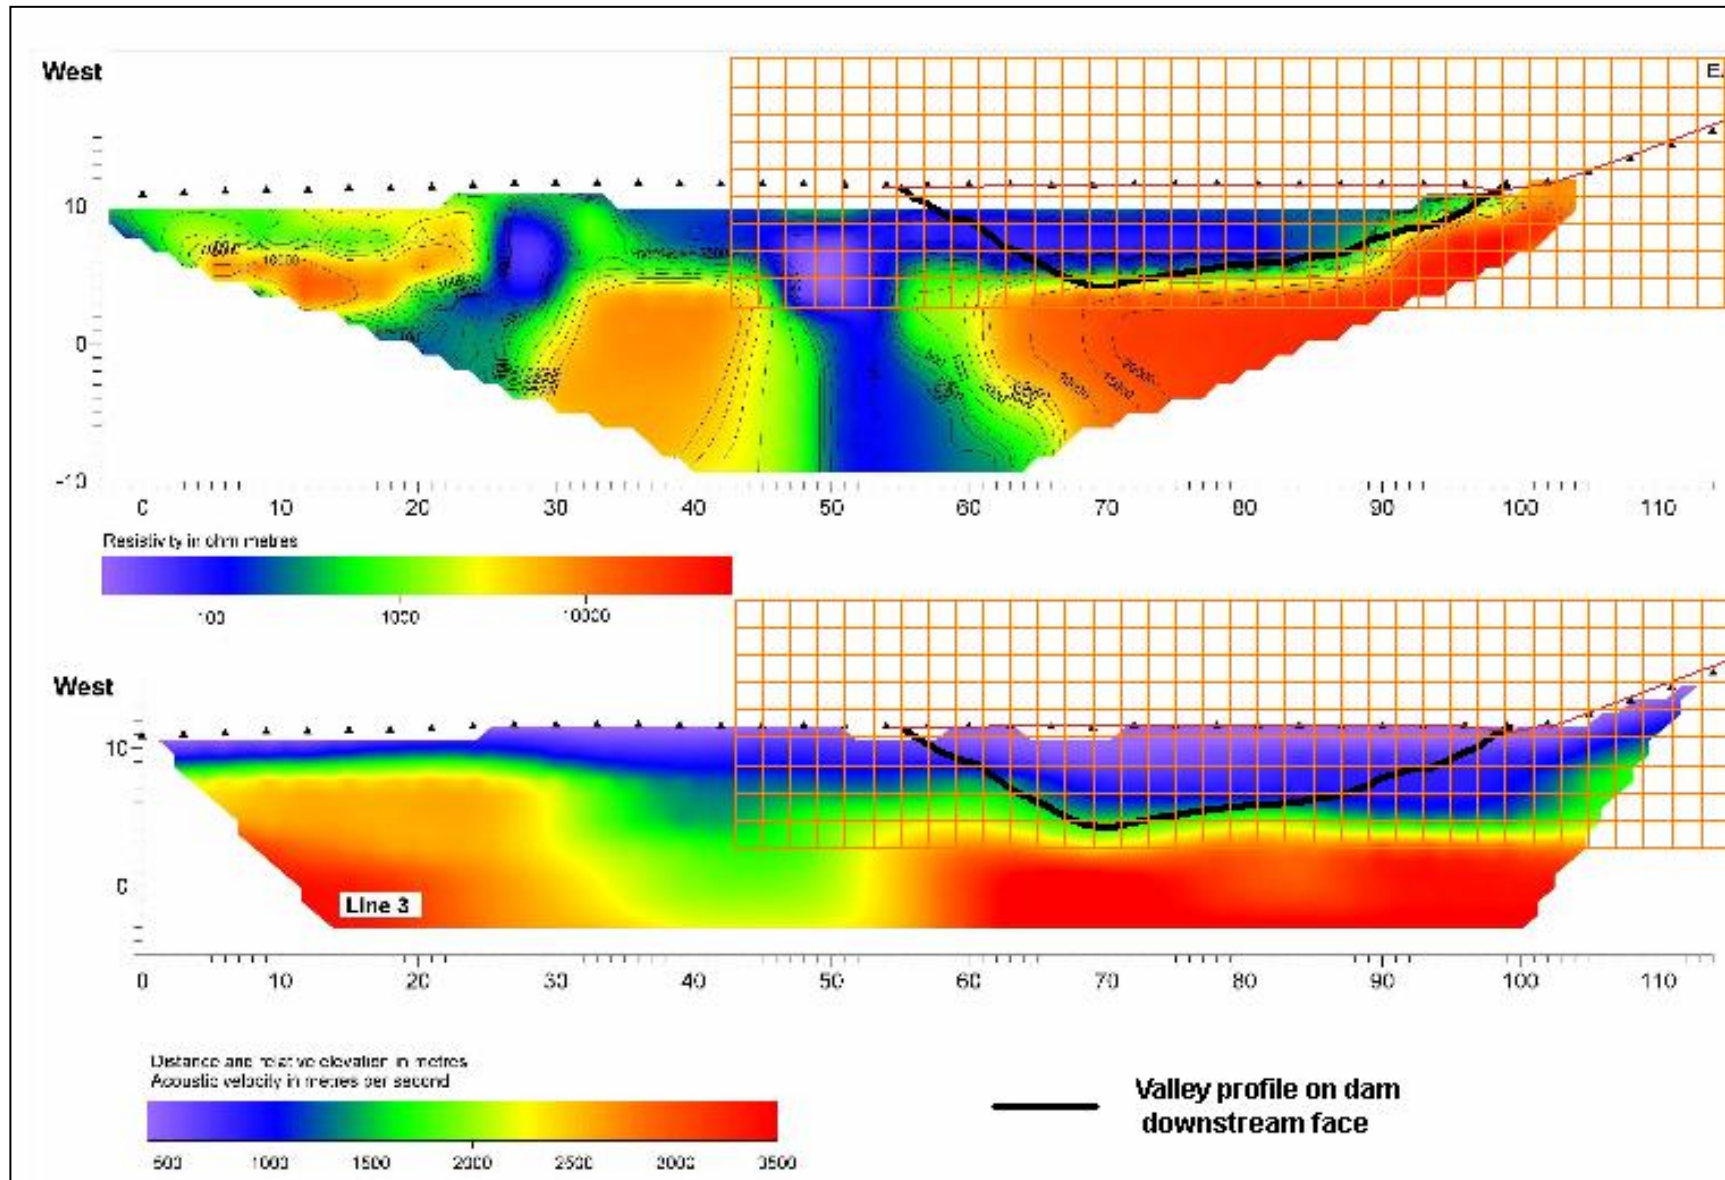 West
E
10
0
-10
0 10 20 30 40 50 60 70 80 90 100 110
Resistivity in ohm metres
100 1000 10000
West
10
0
Line 3
0 10 20 30 40 50 60 70 80 90 100 110
Distance and relative elevation in metres
Acoustic velocity in metres per second
500 1000 1500 2000 2500 3000 3500
Valley profile on dam
downstream face